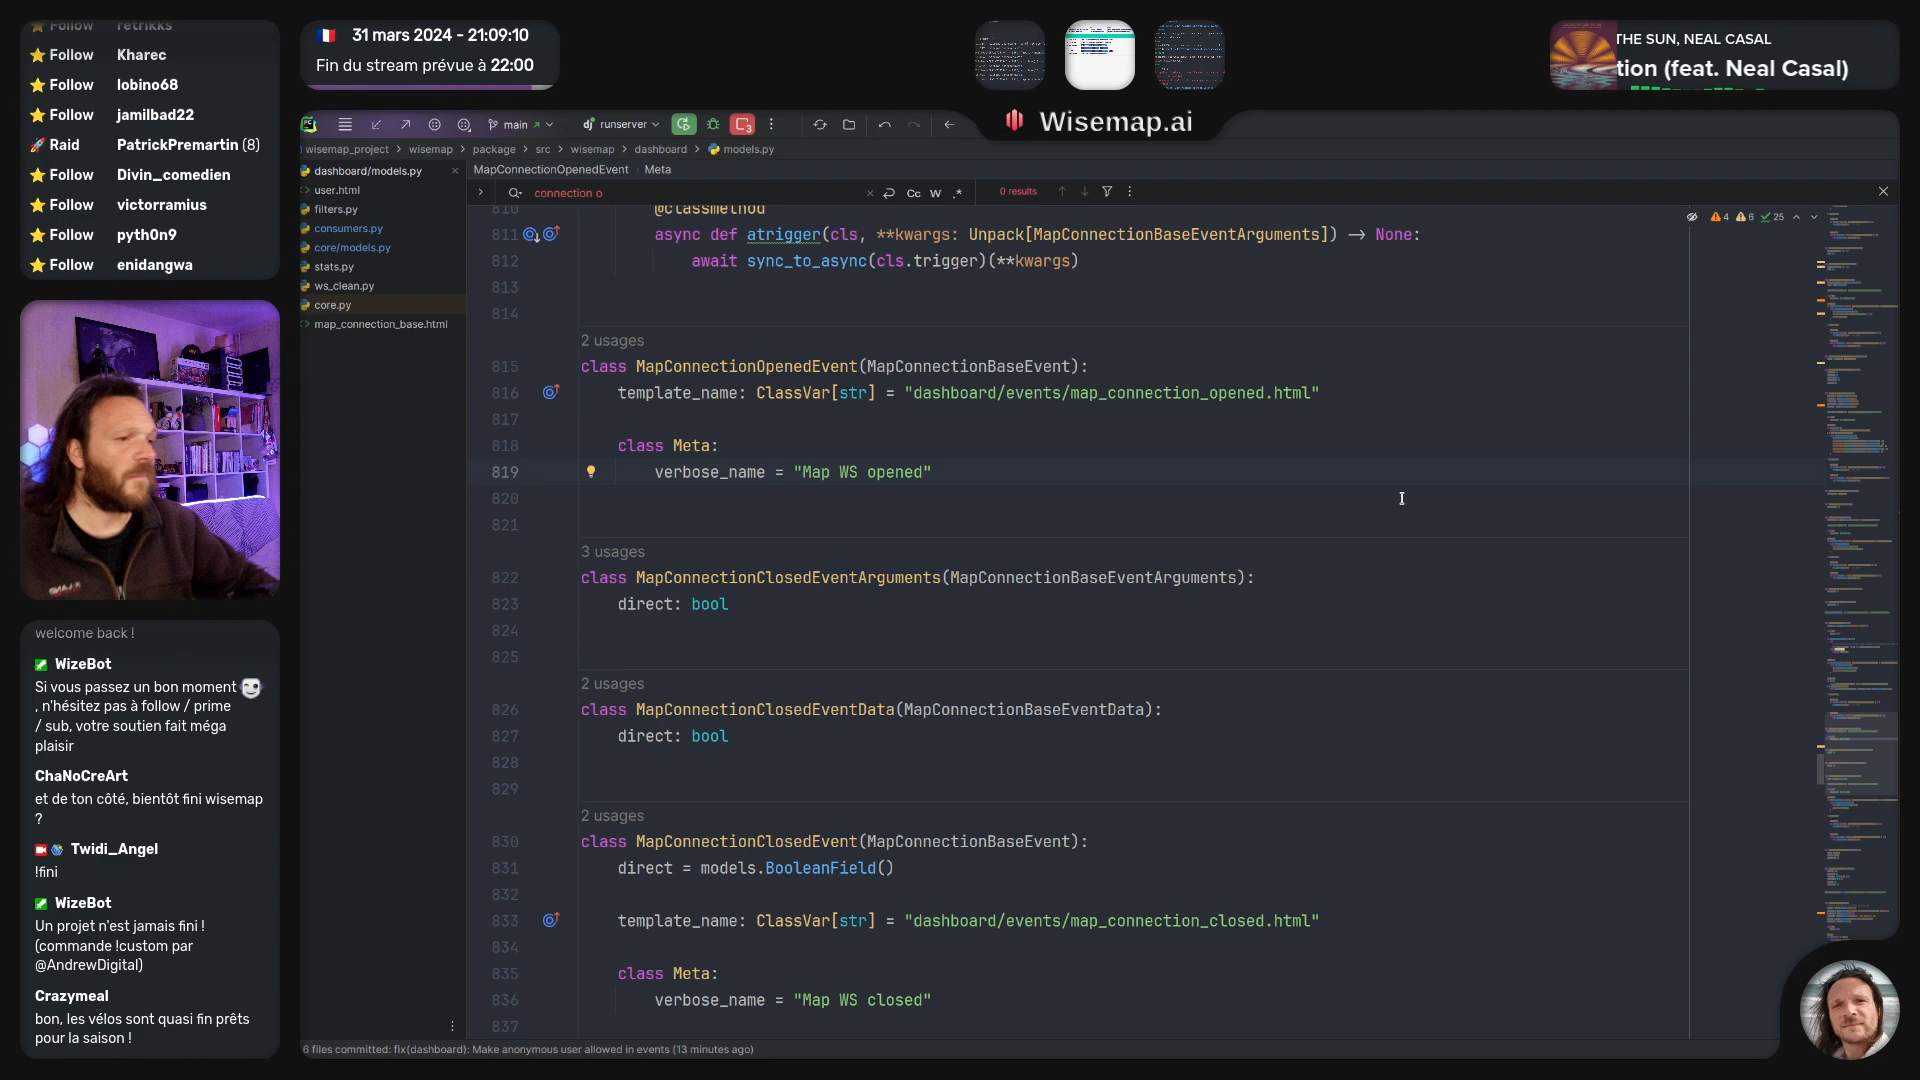 Follow retrikks
Follow Kharec
Follow lobino68
Follow jamilbad22
Raid PatrickPremartin (8)
Follow Divin_comedien
Follow victorramius
Follow pyth0n9
Follow enidangwa
31 mars 2024 - 21:09:10
Fin du stream prévue à 22:00
THE SUN, NEAL CASAL
tion (feat. Neal Casal)
Wisemap.ai
main
runserver
3
wisemap_project > wisemap > package > src > wisemap > dashboard > models.py
dashboard/models.py
user.html
filters.py
consumers.py
core/models.py
stats.py
ws_clean.py
core.py
map_connection_base.html
MapConnectionOpenedEvent › Meta
connection o
Cc W .*
0 results
4 6 25
810 @classmethod
811 async def atrigger(cls, **kwargs: Unpack[MapConnectionBaseEventArguments]) -> None:
812 await sync_to_async(cls.trigger)(**kwargs)
813
814
2 usages
815 class MapConnectionOpenedEvent(MapConnectionBaseEvent):
816 template_name: ClassVar[str] = "dashboard/events/map_connection_opened.html"
817
818 class Meta:
819 verbose_name = "Map WS opened"
820
821
3 usages
822 class MapConnectionClosedEventArguments(MapConnectionBaseEventArguments):
823 direct: bool
824
825
2 usages
826 class MapConnectionClosedEventData(MapConnectionBaseEventData):
827 direct: bool
828
829
2 usages
830 class MapConnectionClosedEvent(MapConnectionBaseEvent):
831 direct = models.BooleanField()
832
833 template_name: ClassVar[str] = "dashboard/events/map_connection_closed.html"
834
835 class Meta:
836 verbose_name = "Map WS closed"
837
6 files committed: fix(dashboard): Make anonymous user allowed in events (13 minutes ago)
welcome back !
WizeBot
Si vous passez un bon moment
, n'hésitez pas à follow / prime
/ sub, votre soutien fait méga
plaisir
ChaNoCreArt
et de ton côté, bientôt fini wisemap
?
Twidi_Angel
!fini
WizeBot
Un projet n'est jamais fini !
(commande !custom par
@AndrewDigital)
Crazymeal
bon, les vélos sont quasi fin prêts
pour la saison !